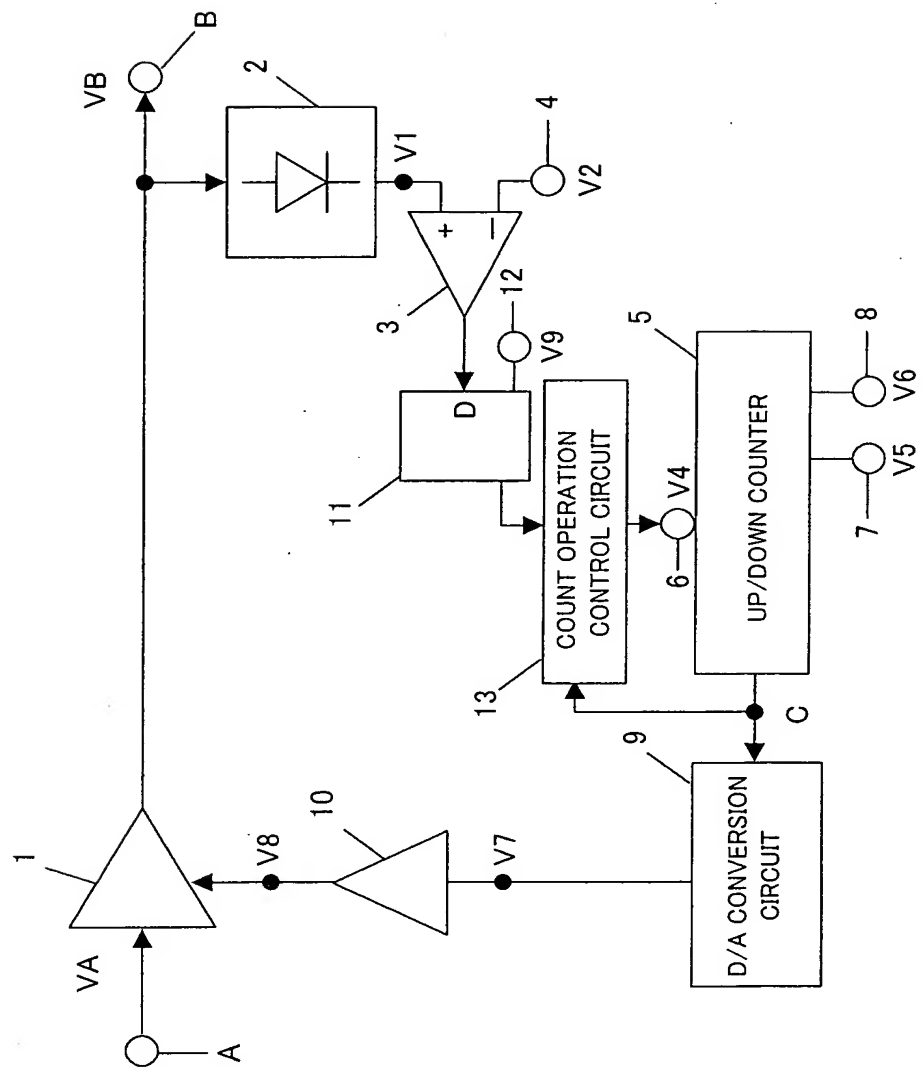 1
VA
A
VB
B
2
V1
4
V2
+
−
3
12
V9
D
11
COUNT OPERATION
CONTROL CIRCUIT
13
V4
6
5
UP/DOWN COUNTER
8
V6
V5
7
C
9
D/A CONVERSION
CIRCUIT
V7
10
V8